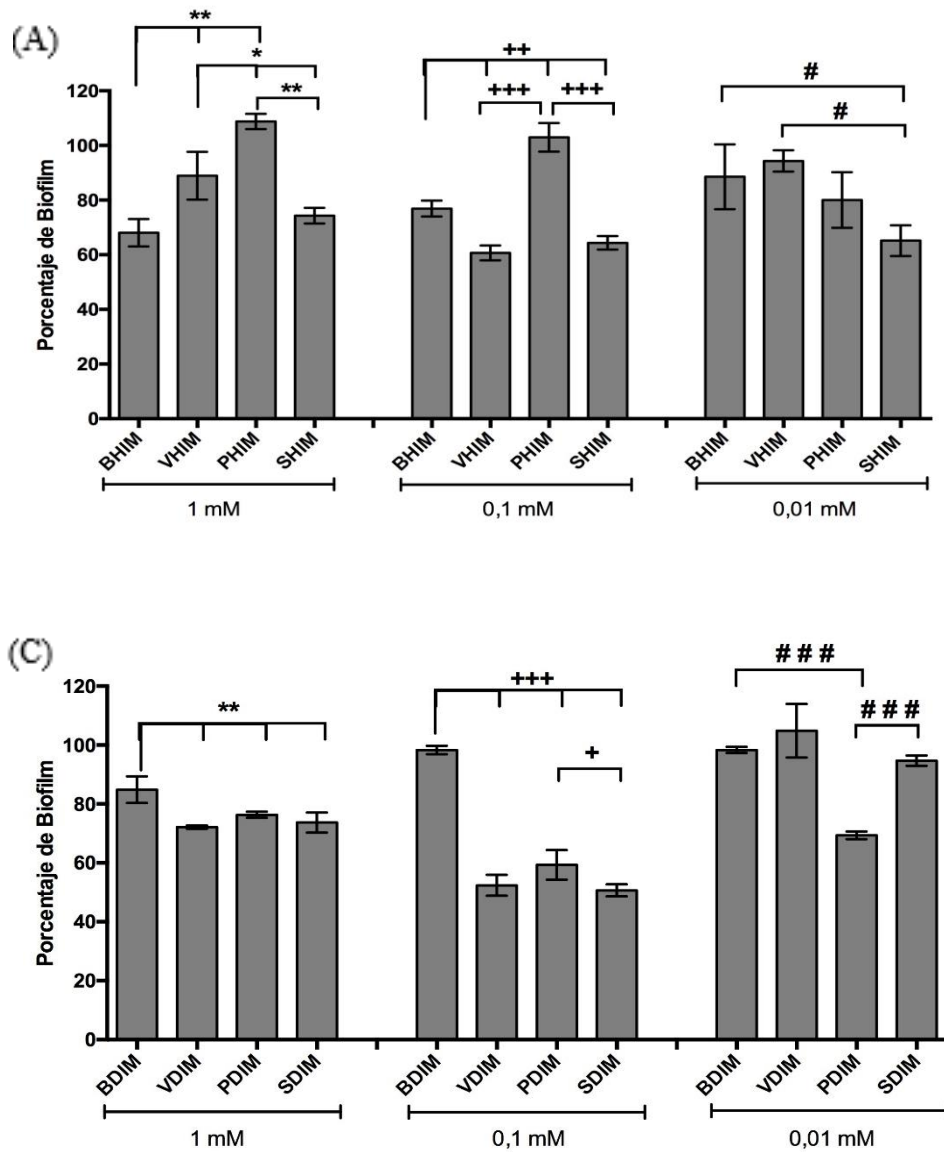 (A)
** 
*
**
++
+++ +++
#
#
Porcentaje de Biofilm
120
100
80
60
40
20
0
BHIM VHIM PHIM SHIM BHIM VHIM PHIM SHIM BHIM VHIM PHIM SHIM
1 mM 0,1 mM 0,01 mM
(C)
**
+++
+
# # #
# # #
Porcentaje de Biofilm
120
100
80
60
40
20
0
BDIM VDIM PDIM SDIM BDIM VDIM PDIM SDIM BDIM VDIM PDIM SDIM
1 mM 0,1 mM 0,01 mM